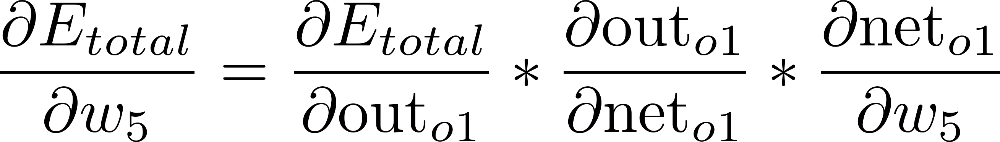 ∂E_total/∂w_5 = ∂E_total/∂out_o1 * ∂out_o1/∂net_o1 * ∂net_o1/∂w_5